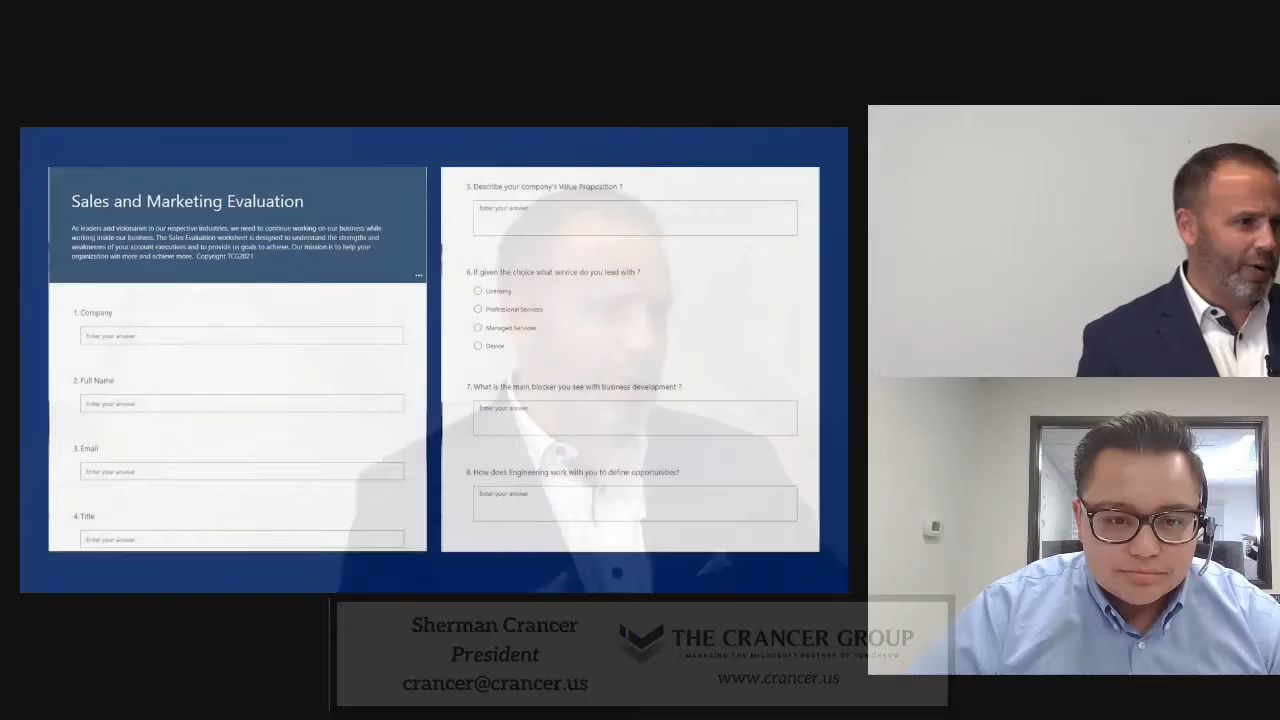 Sales and Marketing Evaluation
As leaders and visionaries in our respective industries, we need to continue working on our business while
working inside our business. The Sales Evaluation worksheet is designed to understand the strengths and
weaknesses of your account executives and to provide us goals to achieve. Our mission is to help your
organization win more and achieve more. Copyright TCG2021
...
1. Company
Enter your answer
2. Full Name
Enter your answer
3. Email
Enter your answer
4. Title
Enter your answer
5. Describe your company's Value Proposition ?
Enter your answer
6. If given the choice what service do you lead with ?
Licensing
Professional Services
Managed Services
Device
7. What is the main blocker you see with business development ?
Enter your answer
8. How does Engineering work with you to define opportunities?
Enter your answer
Sherman Crancer
President
crancer@crancer.us
THE CRANCER GROUP
MANAGING THE MICROSOFT PARTNER OF TOMORROW
www.crancer.us